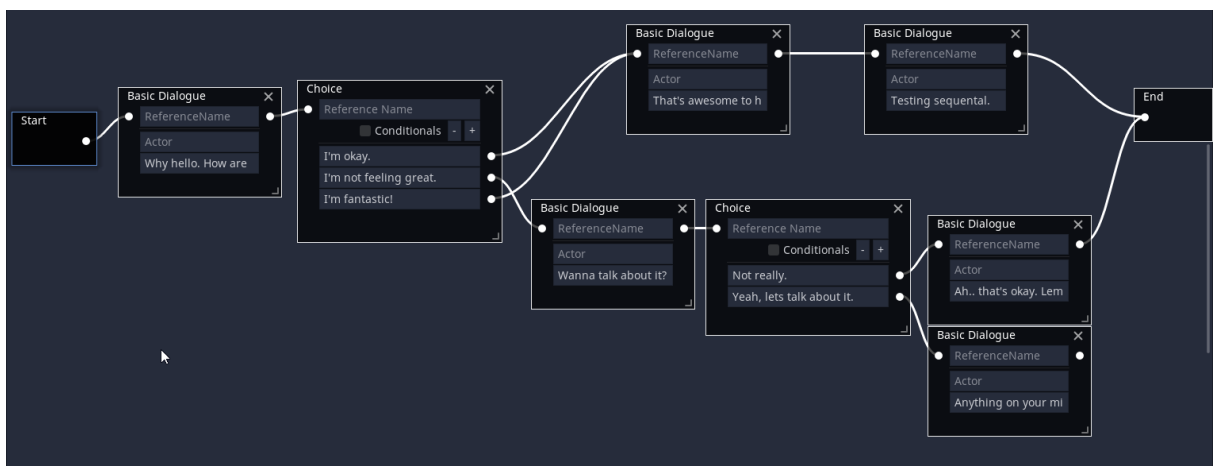 Start
Basic Dialogue
ReferenceName
Actor
Why hello. How are
Choice
Reference Name
Conditionals - +
I'm okay.
I'm not feeling great.
I'm fantastic!
Basic Dialogue
ReferenceName
Actor
That's awesome to h
Basic Dialogue
ReferenceName
Actor
Testing sequental.
End
Basic Dialogue
ReferenceName
Actor
Wanna talk about it?
Choice
Reference Name
Conditionals - +
Not really.
Yeah, lets talk about it.
Basic Dialogue
ReferenceName
Actor
Ah.. that's okay. Lem
Basic Dialogue
ReferenceName
Actor
Anything on your mi